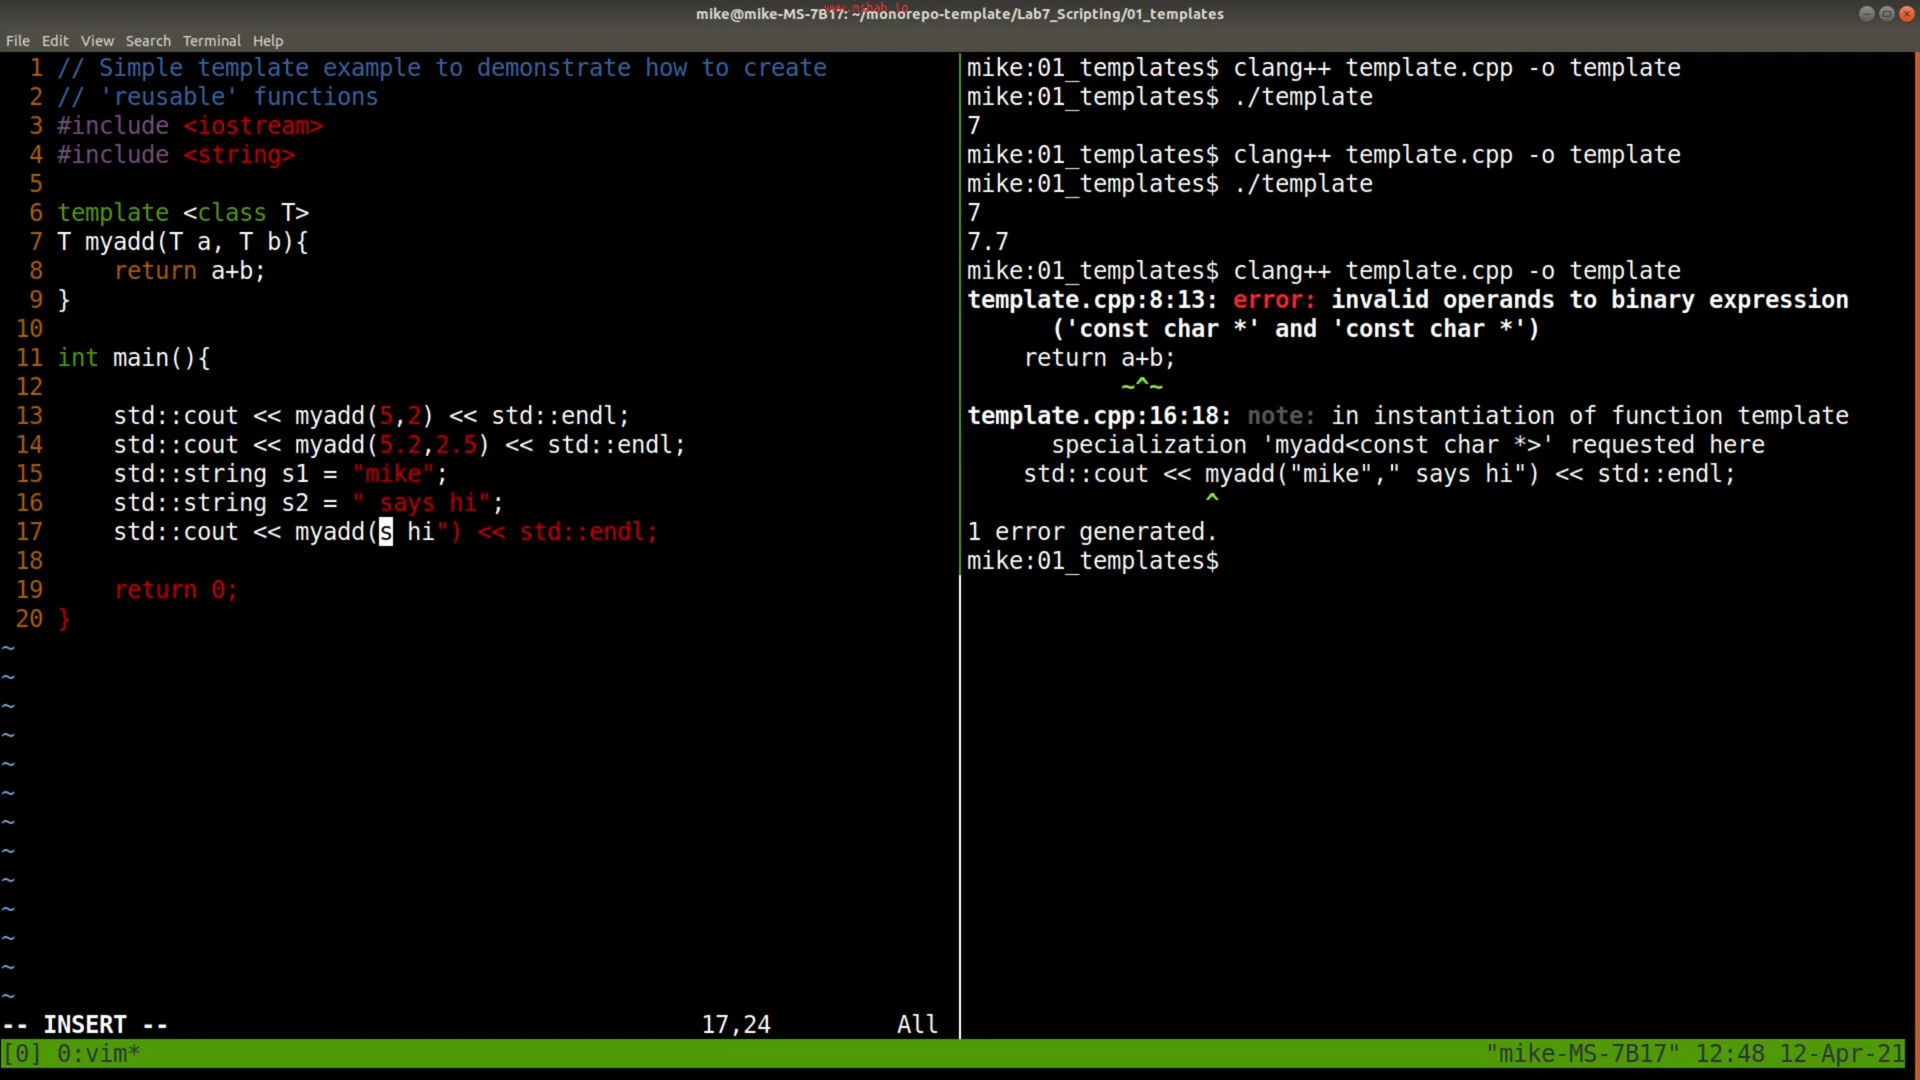 www.mshah.io
mike@mike-MS-7B17: ~/monorepo-template/Lab7_Scripting/01_templates
File Edit View Search Terminal Help
1 // Simple template example to demonstrate how to create
2 // 'reusable' functions
3 #include <iostream>
4 #include <string>
5
6 template <class T>
7 T myadd(T a, T b){
8     return a+b;
9 }
10
11 int main(){
12
13     std::cout << myadd(5,2) << std::endl;
14     std::cout << myadd(5.2,2.5) << std::endl;
15     std::string s1 = "mike";
16     std::string s2 = " says hi";
17     std::cout << myadd(s hi") << std::endl;
18
19     return 0;
20 }
~
~
~
~
~
~
~
~
~
~
~
~
~
-- INSERT -- 17,24 All
mike:01_templates$ clang++ template.cpp -o template
mike:01_templates$ ./template
7
mike:01_templates$ clang++ template.cpp -o template
mike:01_templates$ ./template
7
7.7
mike:01_templates$ clang++ template.cpp -o template
template.cpp:8:13: error: invalid operands to binary expression
      ('const char *' and 'const char *')
    return a+b;
           ~^~
template.cpp:16:18: note: in instantiation of function template
      specialization 'myadd<const char *>' requested here
    std::cout << myadd("mike"," says hi") << std::endl;
                 ^
1 error generated.
mike:01_templates$
[0] 0:vim* "mike-MS-7B17" 12:48 12-Apr-21